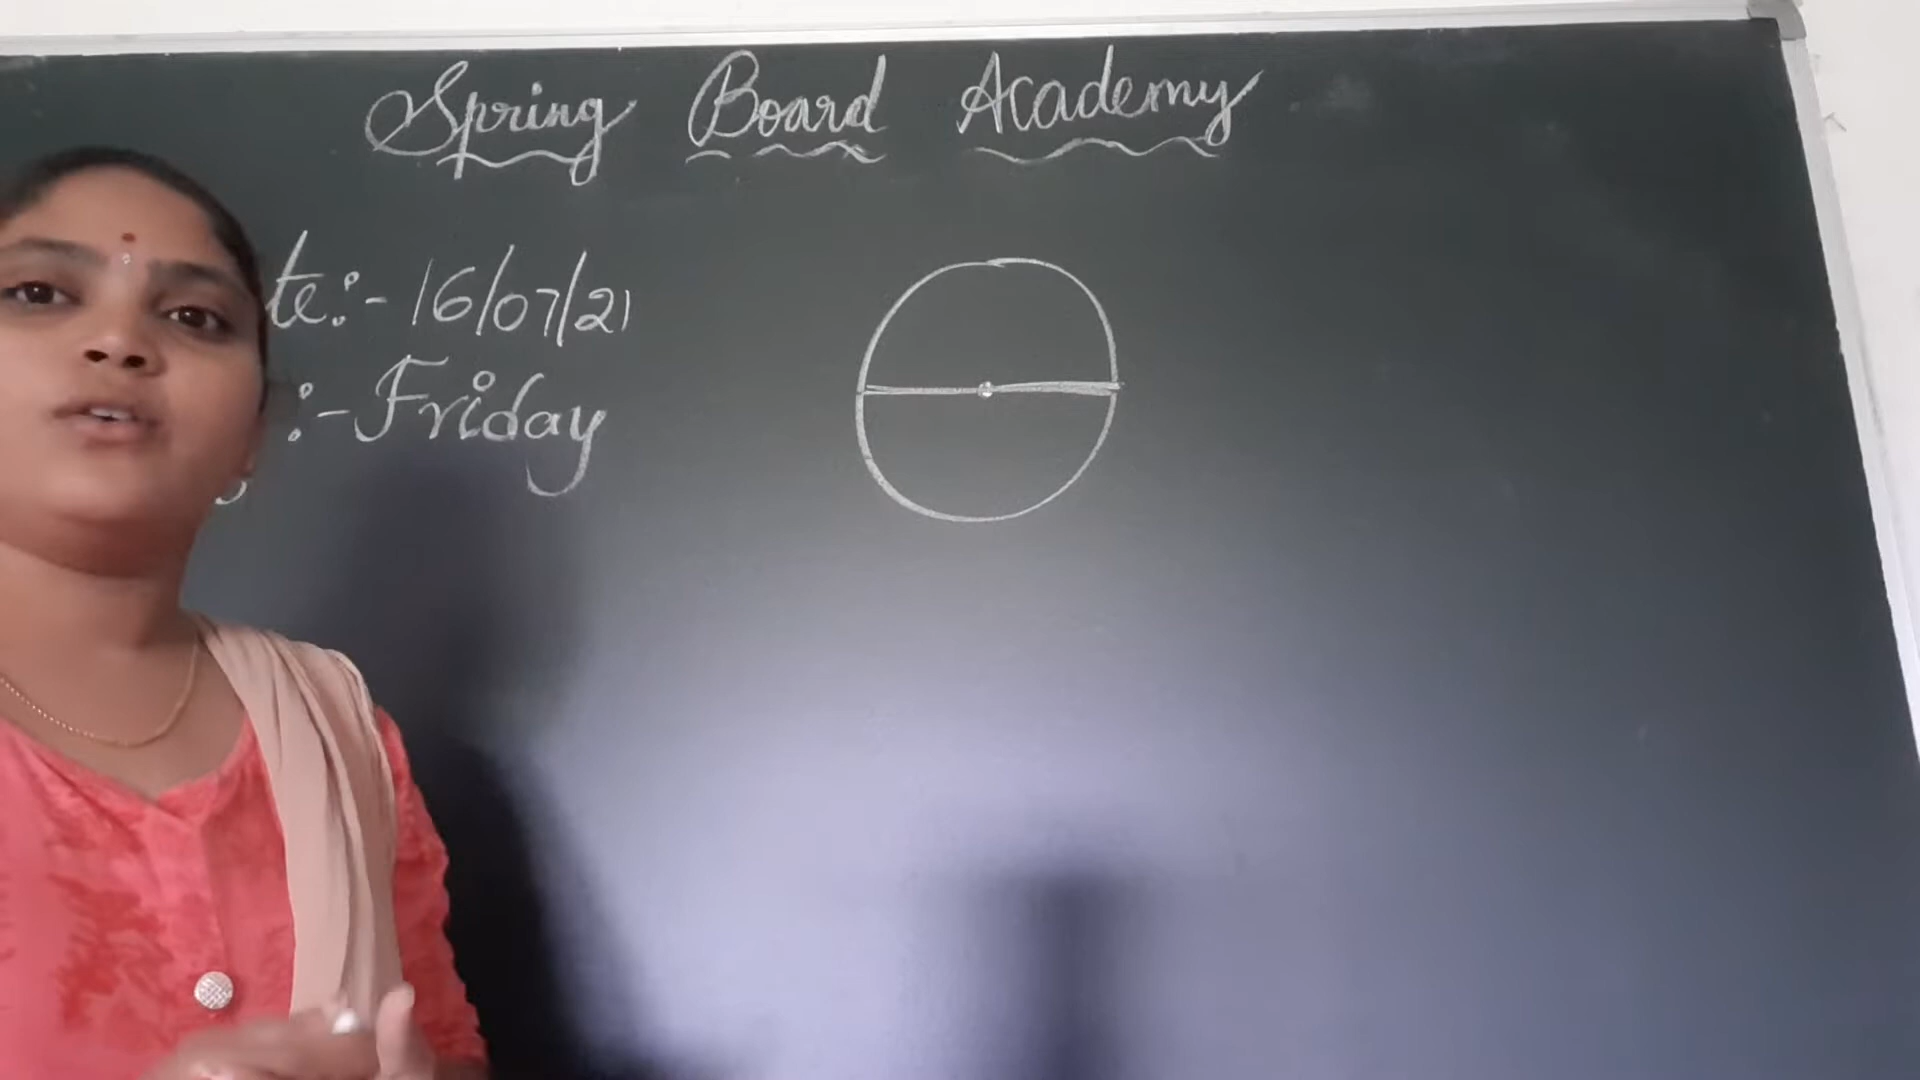 Spring Board Academy
te:- 16/07/21
:- Friday